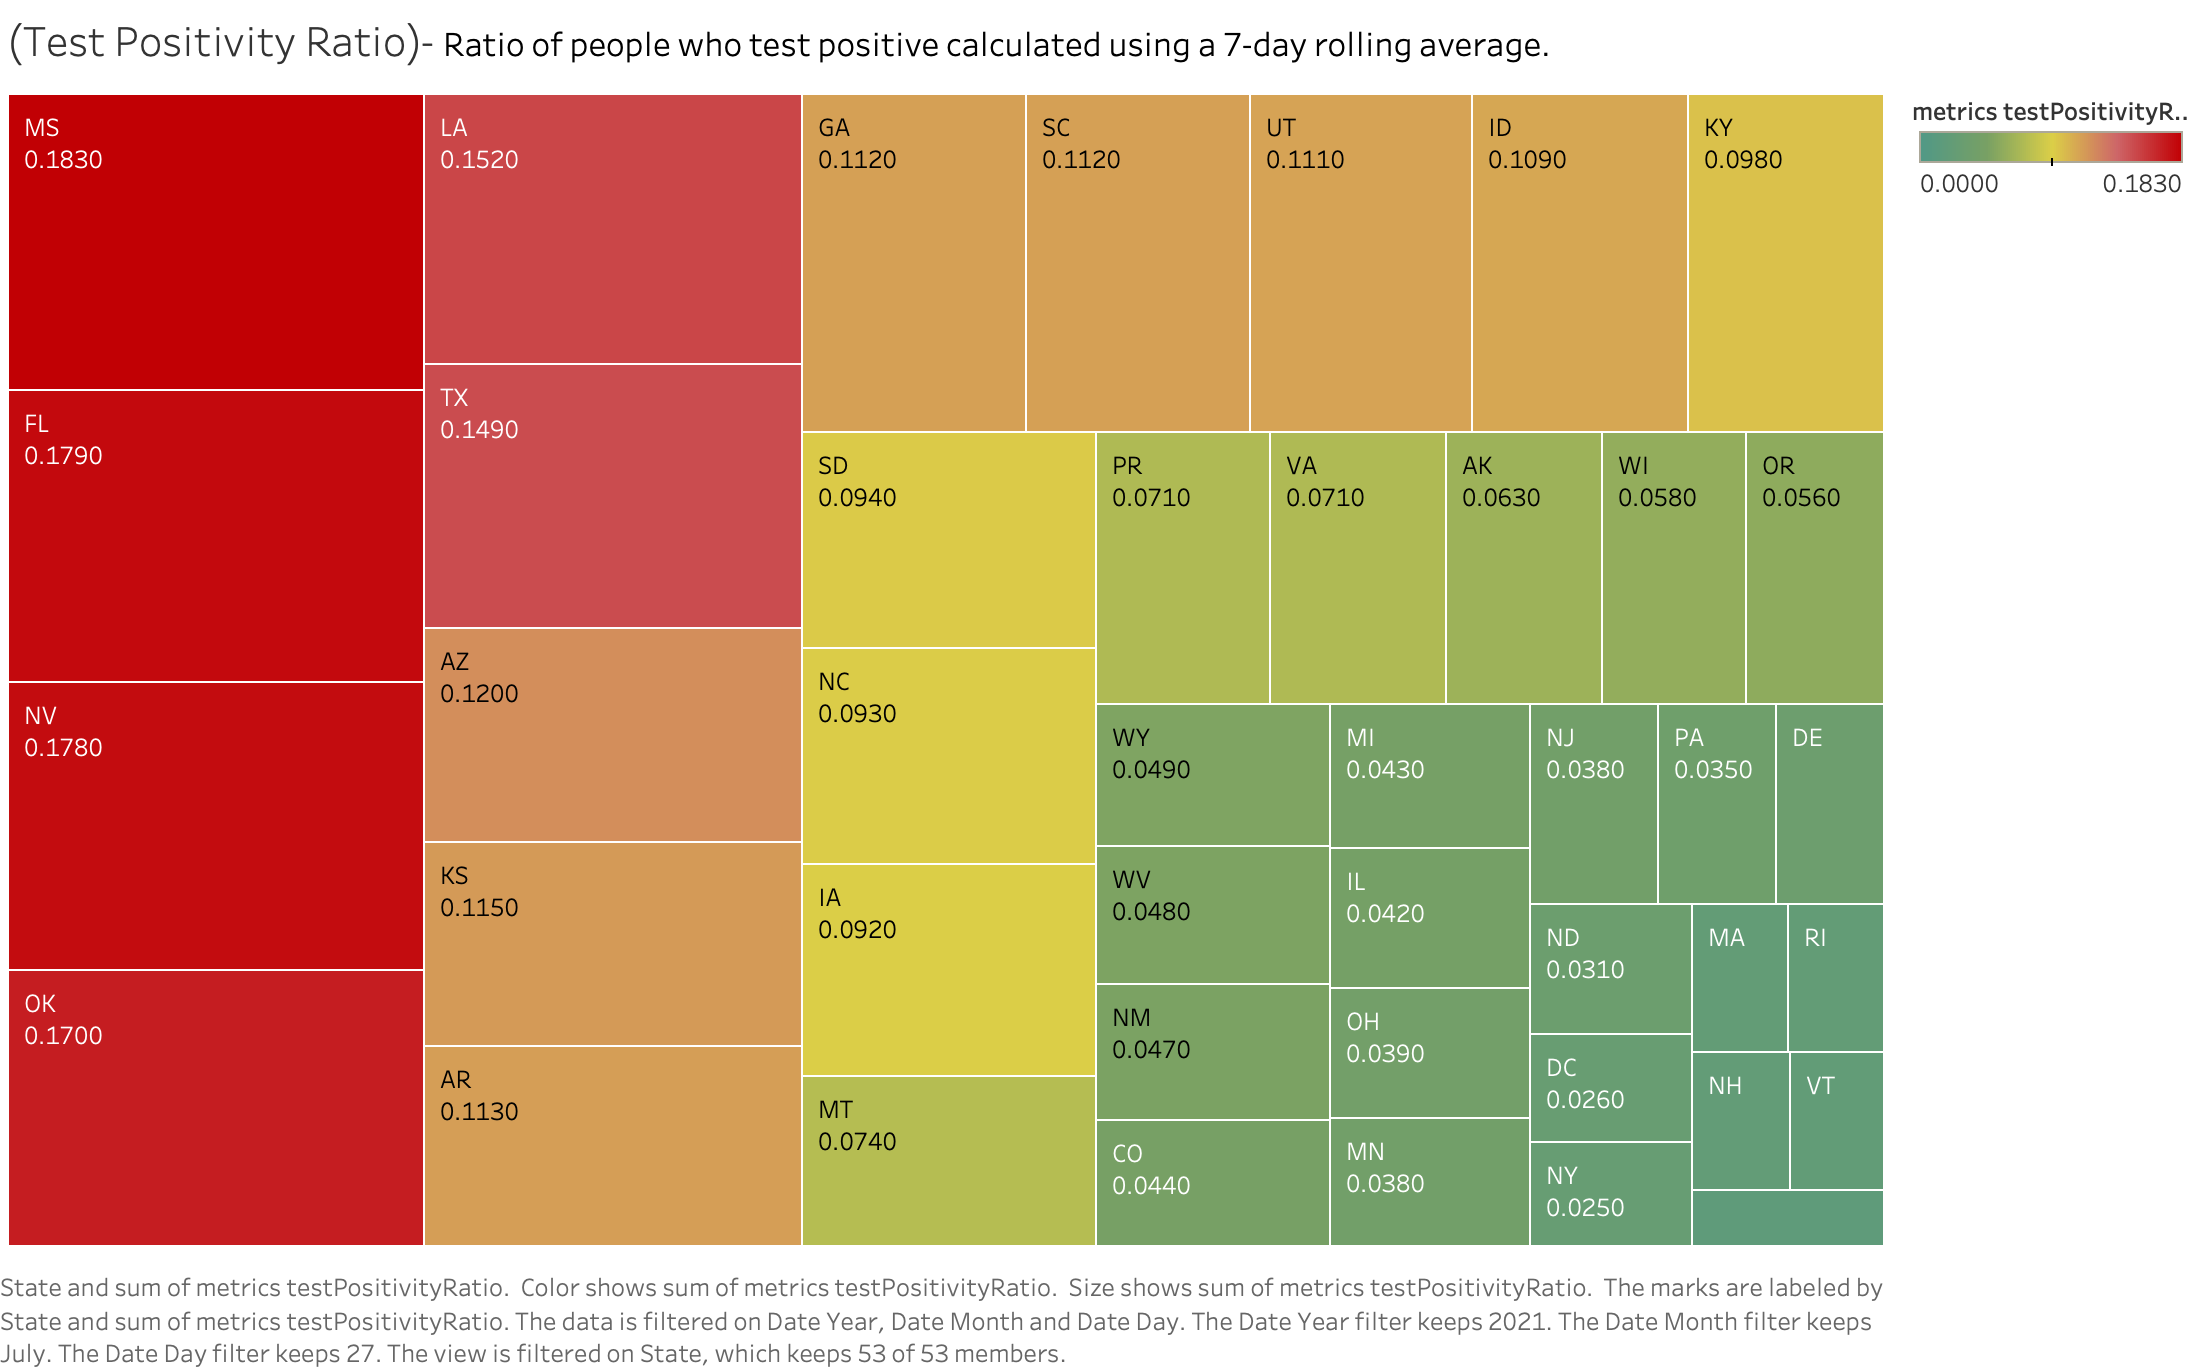 (Test Positivity Ratio)- Ratio of people who test positive calculated using a 7-day rolling average.
MS
0.1830
FL
0.1790
NV
0.1780
OK
0.1700
LA
0.1520
TX
0.1490
AZ
0.1200
KS
0.1150
AR
0.1130
GA
0.1120
SC
0.1120
UT
0.1110
ID
0.1090
KY
0.0980
SD
0.0940
NC
0.0930
IA
0.0920
MT
0.0740
PR
0.0710
VA
0.0710
AK
0.0630
WI
0.0580
OR
0.0560
WY
0.0490
WV
0.0480
NM
0.0470
CO
0.0440
MI
0.0430
IL
0.0420
OH
0.0390
MN
0.0380
NJ
0.0380
PA
0.0350
DE
ND
0.0310
DC
0.0260
NY
0.0250
MA
RI
NH
VT
metrics testPositivityR..
0.0000 0.1830
State and sum of metrics testPositivityRatio.  Color shows sum of metrics testPositivityRatio.  Size shows sum of metrics testPositivityRatio.  The marks are labeled by
State and sum of metrics testPositivityRatio. The data is filtered on Date Year, Date Month and Date Day. The Date Year filter keeps 2021. The Date Month filter keeps
July. The Date Day filter keeps 27. The view is filtered on State, which keeps 53 of 53 members.